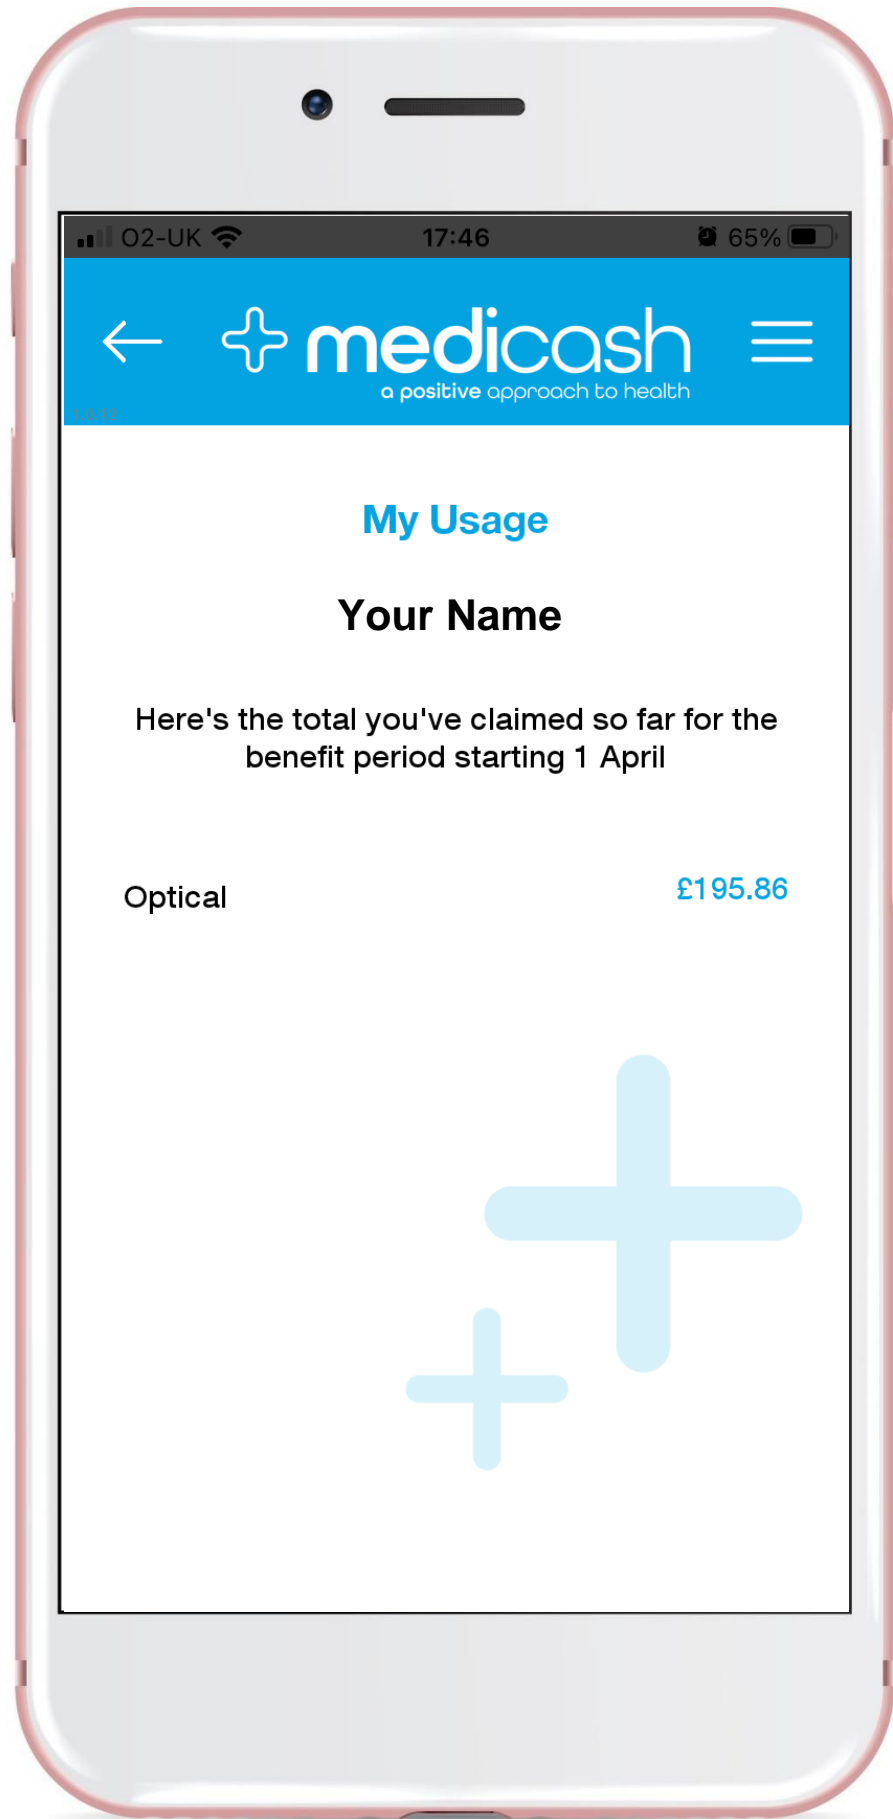 O2-UK 17:46 65%
medicash
a positive approach to health
My Usage
Your Name
Here's the total you've claimed so far for the
benefit period starting 1 April
Optical £195.86